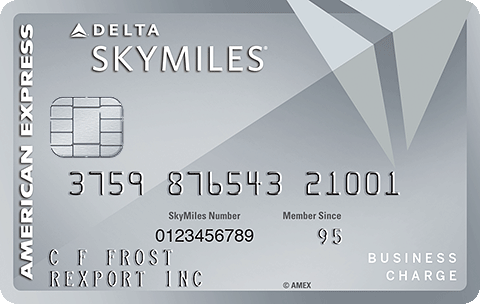 AMERICAN EXPRESS
DELTA
SKYMILES®
3759 876543 21001
SkyMiles Number Member Since
0123456789 95
C F FROST
REXPORT INC
BUSINESS
CHARGE
© AMEX